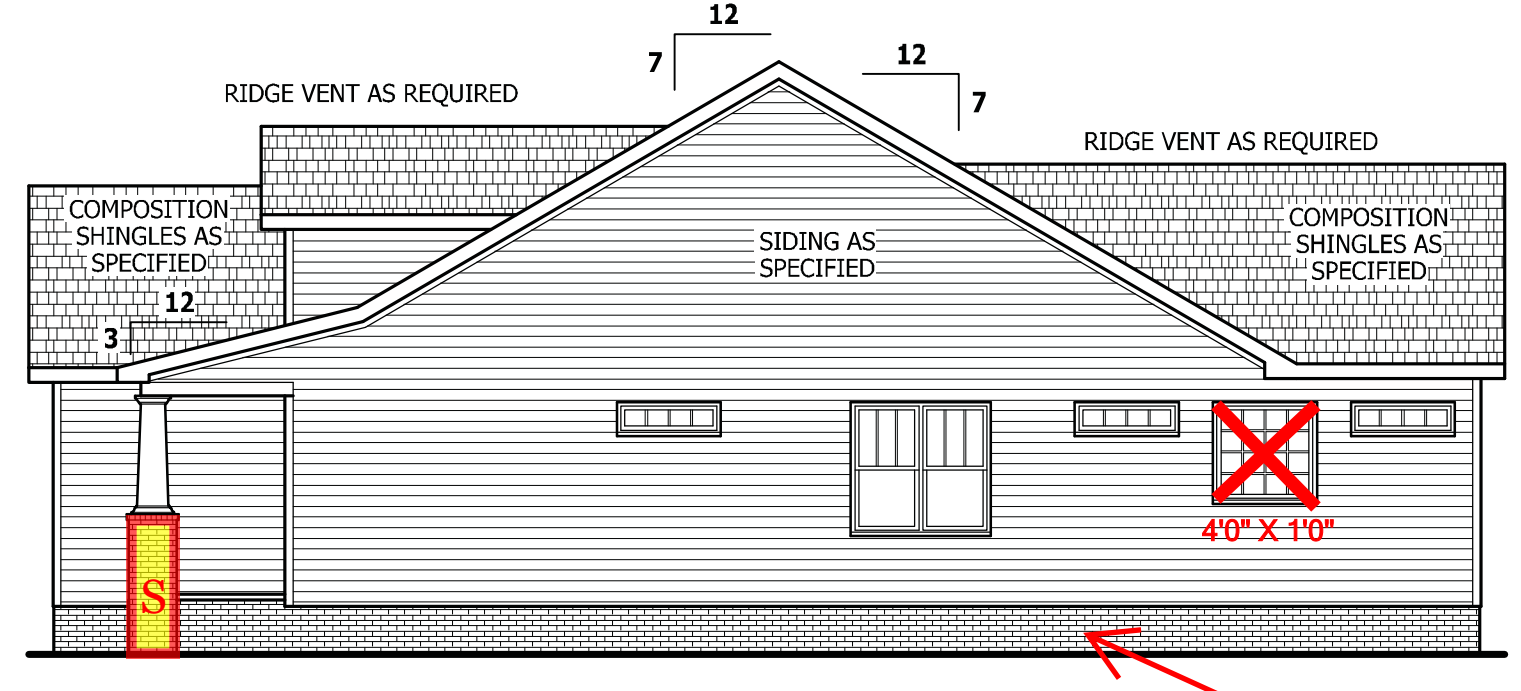 12
7
12
7
RIDGE VENT AS REQUIRED
RIDGE VENT AS REQUIRED
COMPOSITION
SHINGLES AS
SPECIFIED
SIDING AS
SPECIFIED
COMPOSITION
SHINGLES AS
SPECIFIED
12
3
4'0" X 1'0"
S